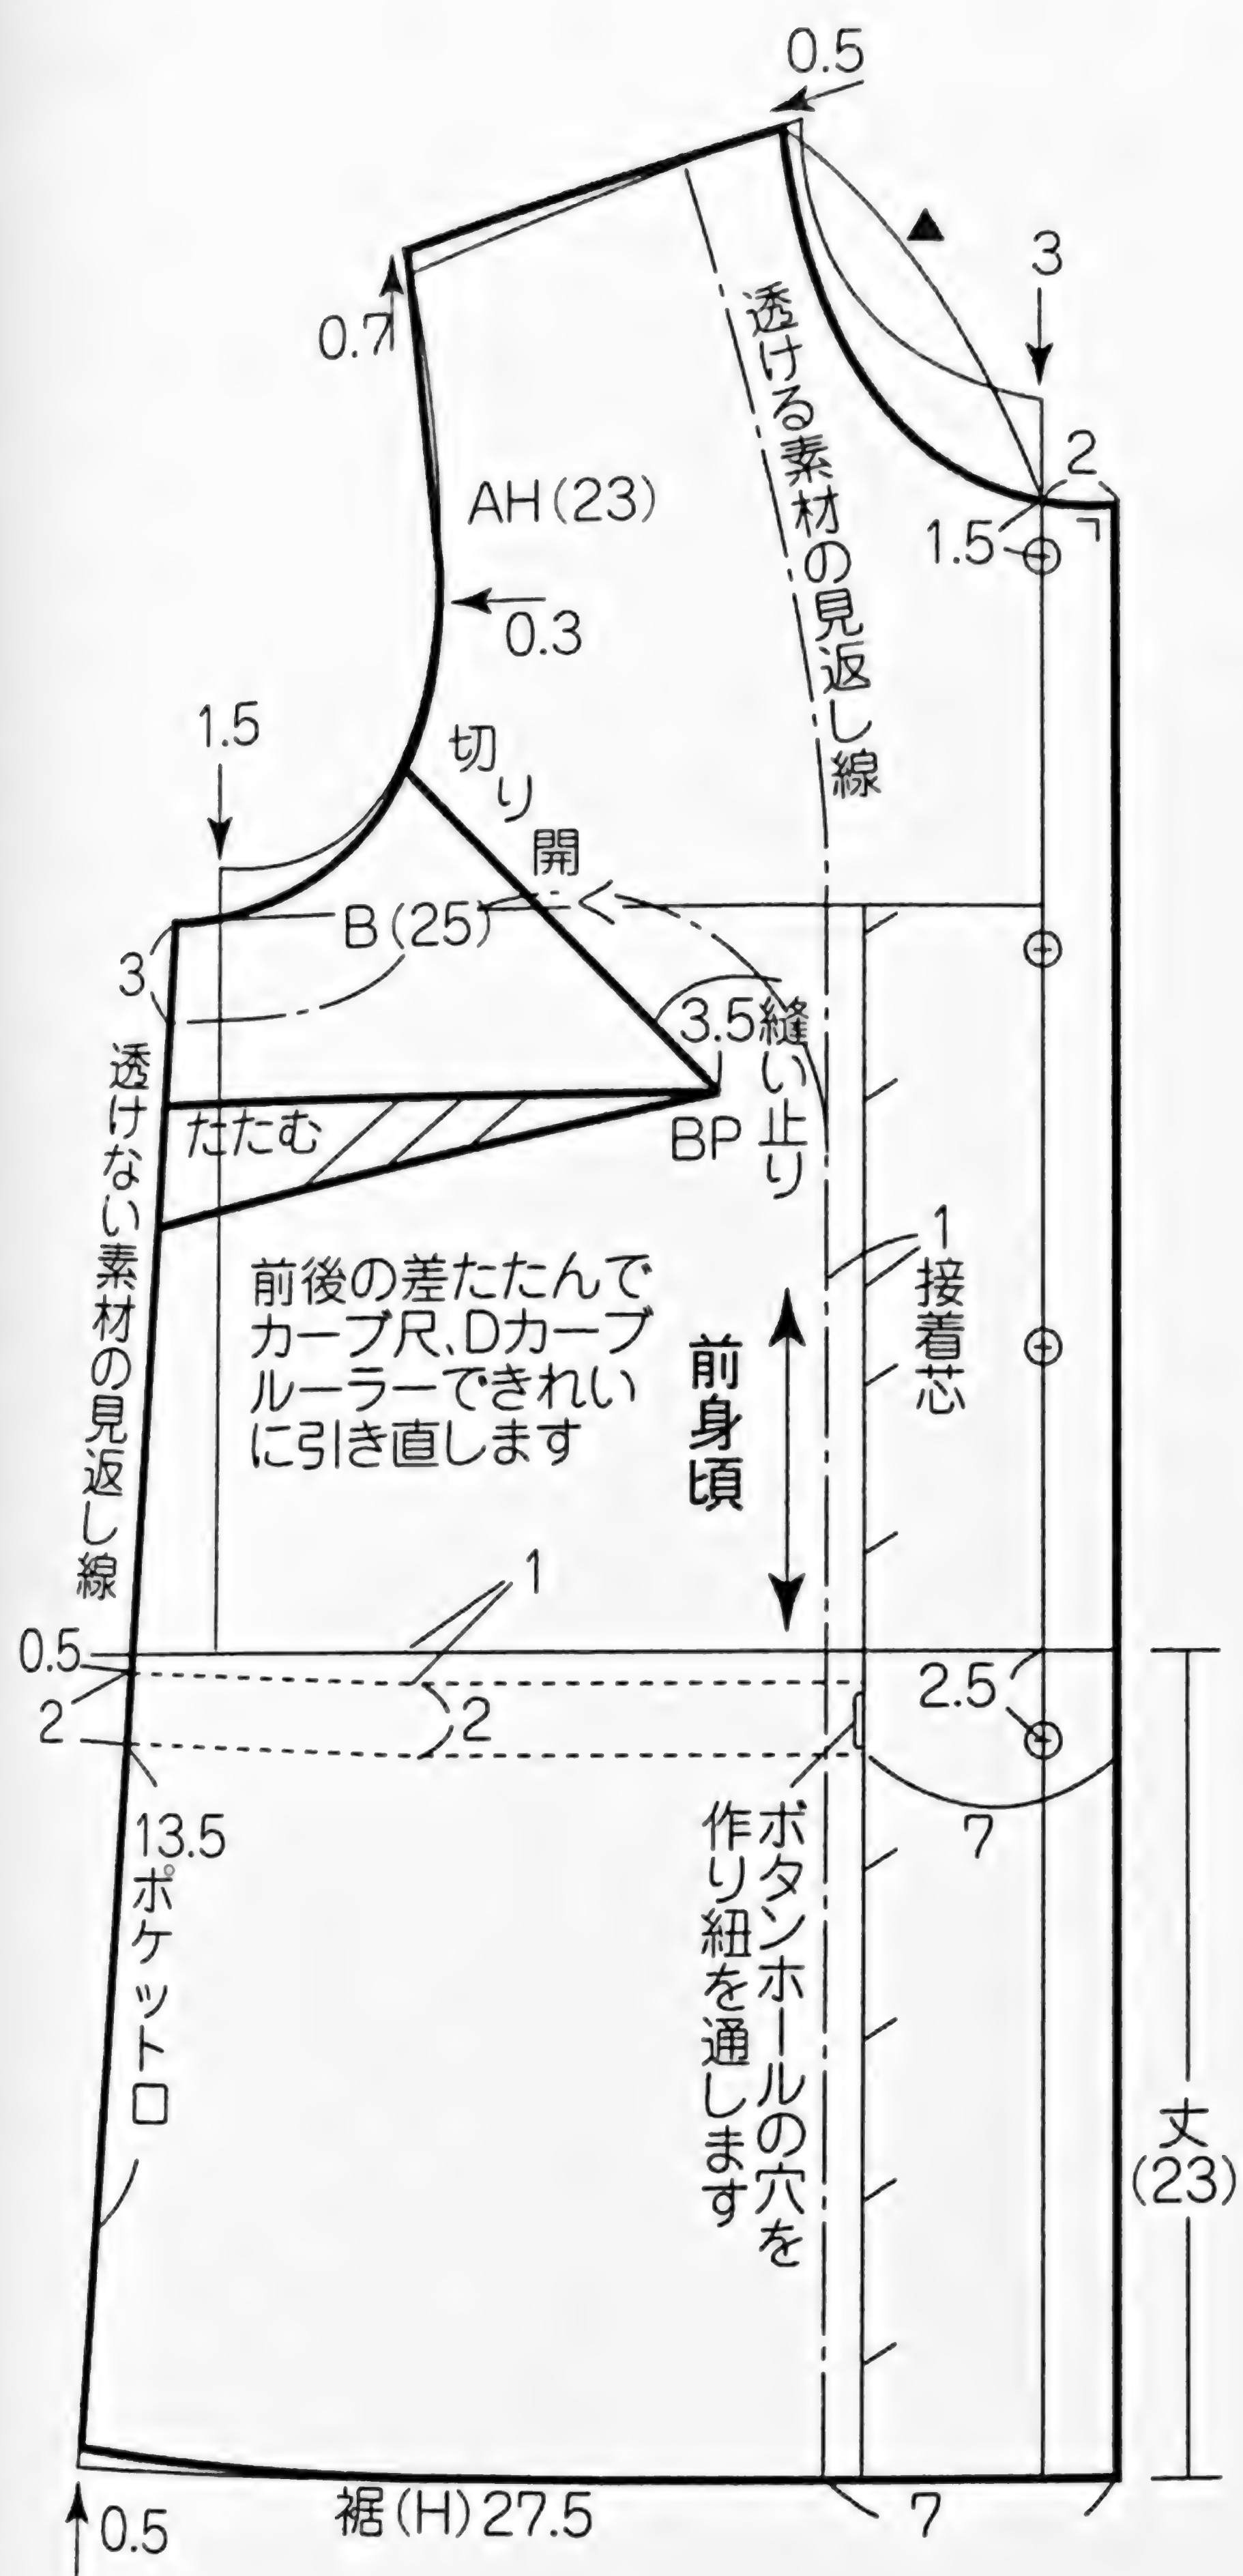 0.5
▲
3
0.7
透ける素材の見返し線
2
AH(23)
1.5
0.3
1.5
切り開く
B(25)
3
3.5
縫い止り
BP
たたむ
透けない素材の見返し線
1
接着芯
前後の差たたんで
カーブ尺、Dカーブ
ルーラーできれい
に引き直します
前身頃
1
0.5
2
2
2.5
13.5
ポケット口
7
ボタンホールの穴を
作り紐を通します
丈
(23)
裾(H)27.5
7
0.5